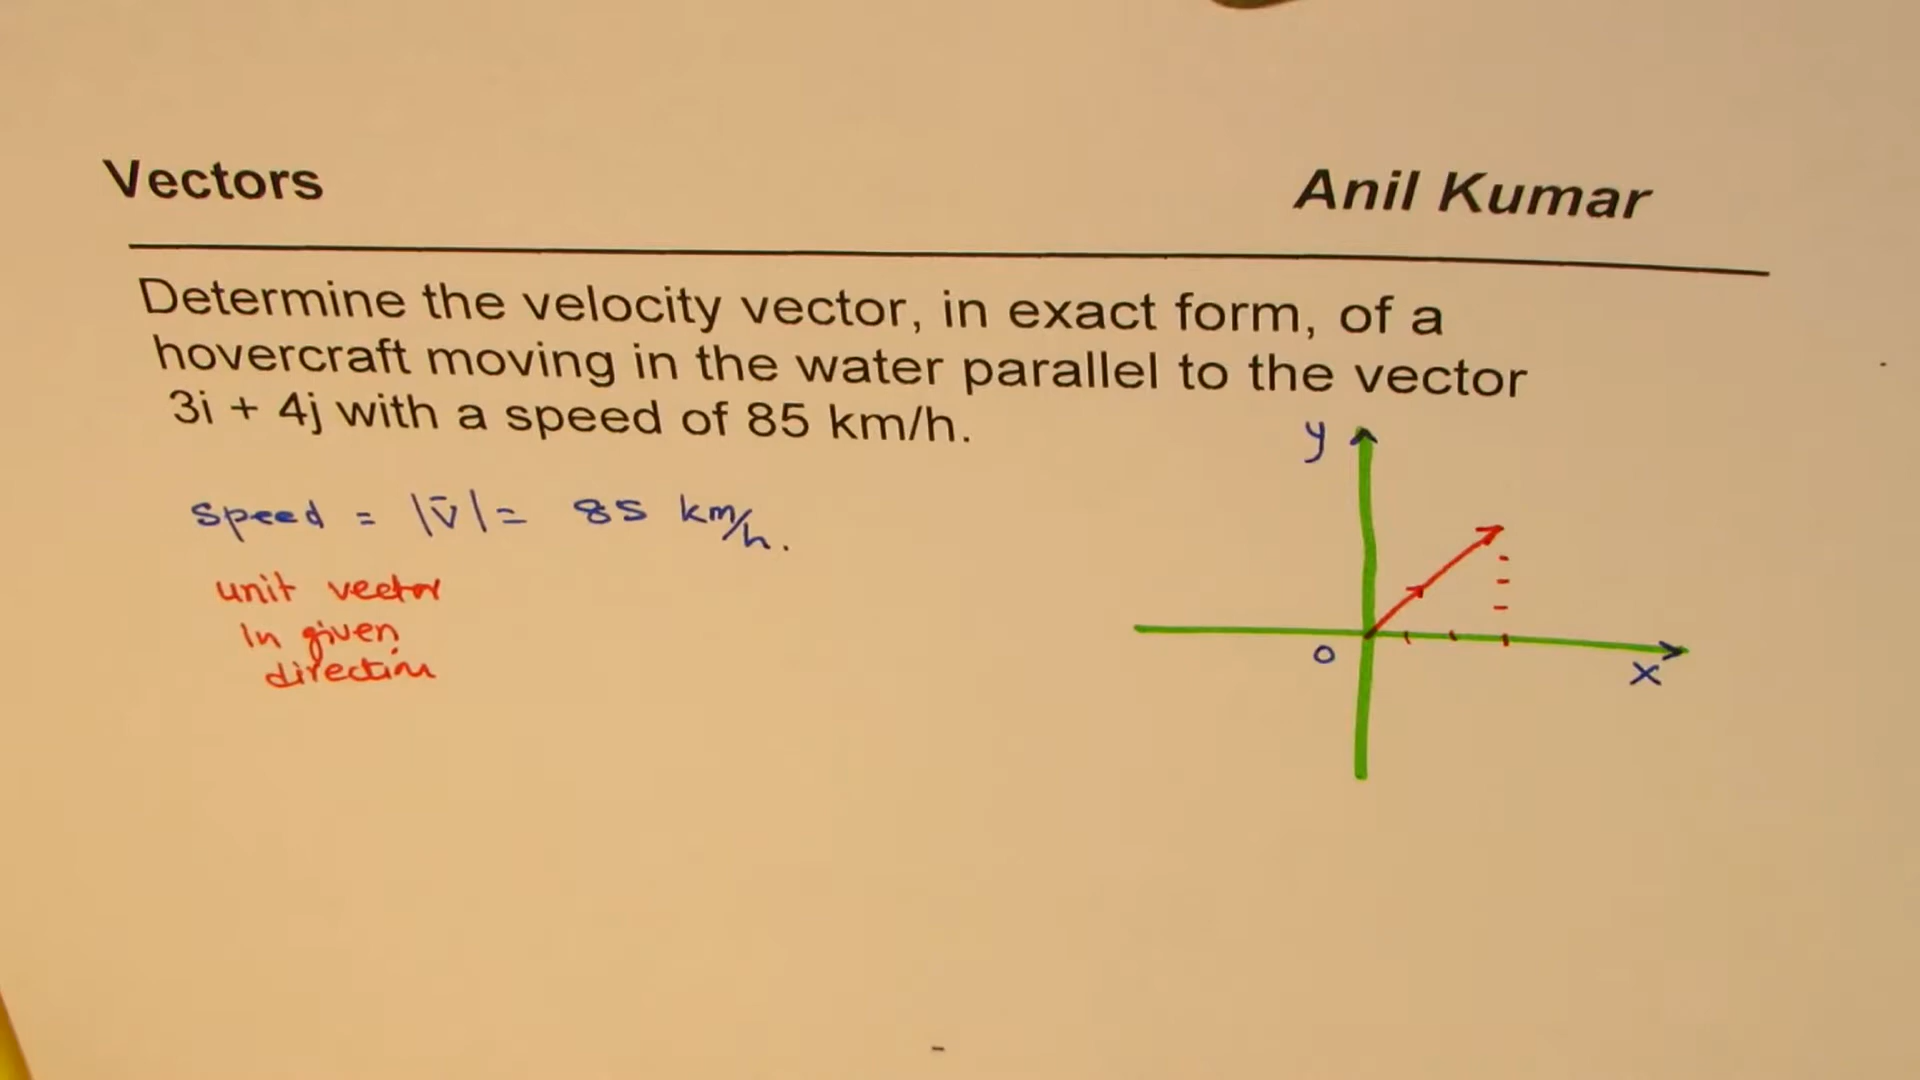 Vectors
Anil Kumar
Determine the velocity vector, in exact form, of a
hovercraft moving in the water parallel to the vector
3i + 4j with a speed of 85 km/h.
Speed = |v̄| = 85 km/h.
unit vector
in given
direction
y
0
x